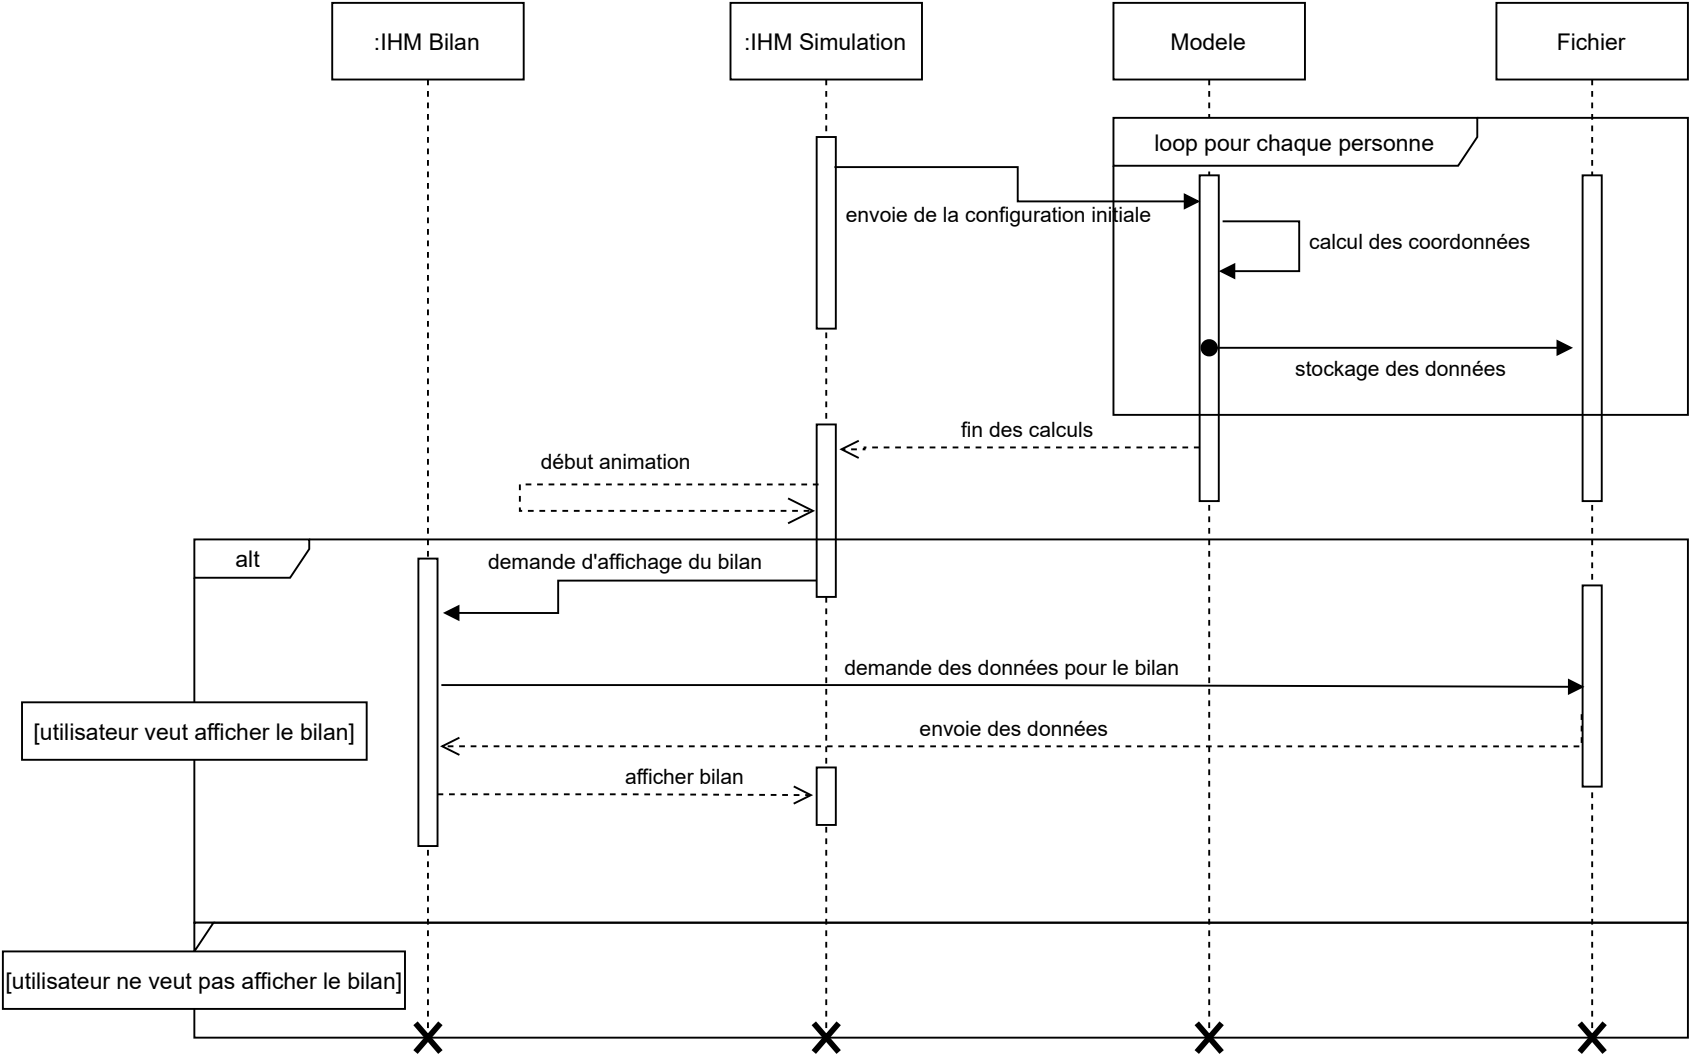 :IHM Bilan
:IHM Simulation
Modele
Fichier
loop pour chaque personne
envoie de la configuration initiale
calcul des coordonnées
stockage des données
fin des calculs
début animation
alt
demande d'affichage du bilan
demande des données pour le bilan
[utilisateur veut afficher le bilan]
envoie des données
afficher bilan
[utilisateur ne veut pas afficher le bilan]